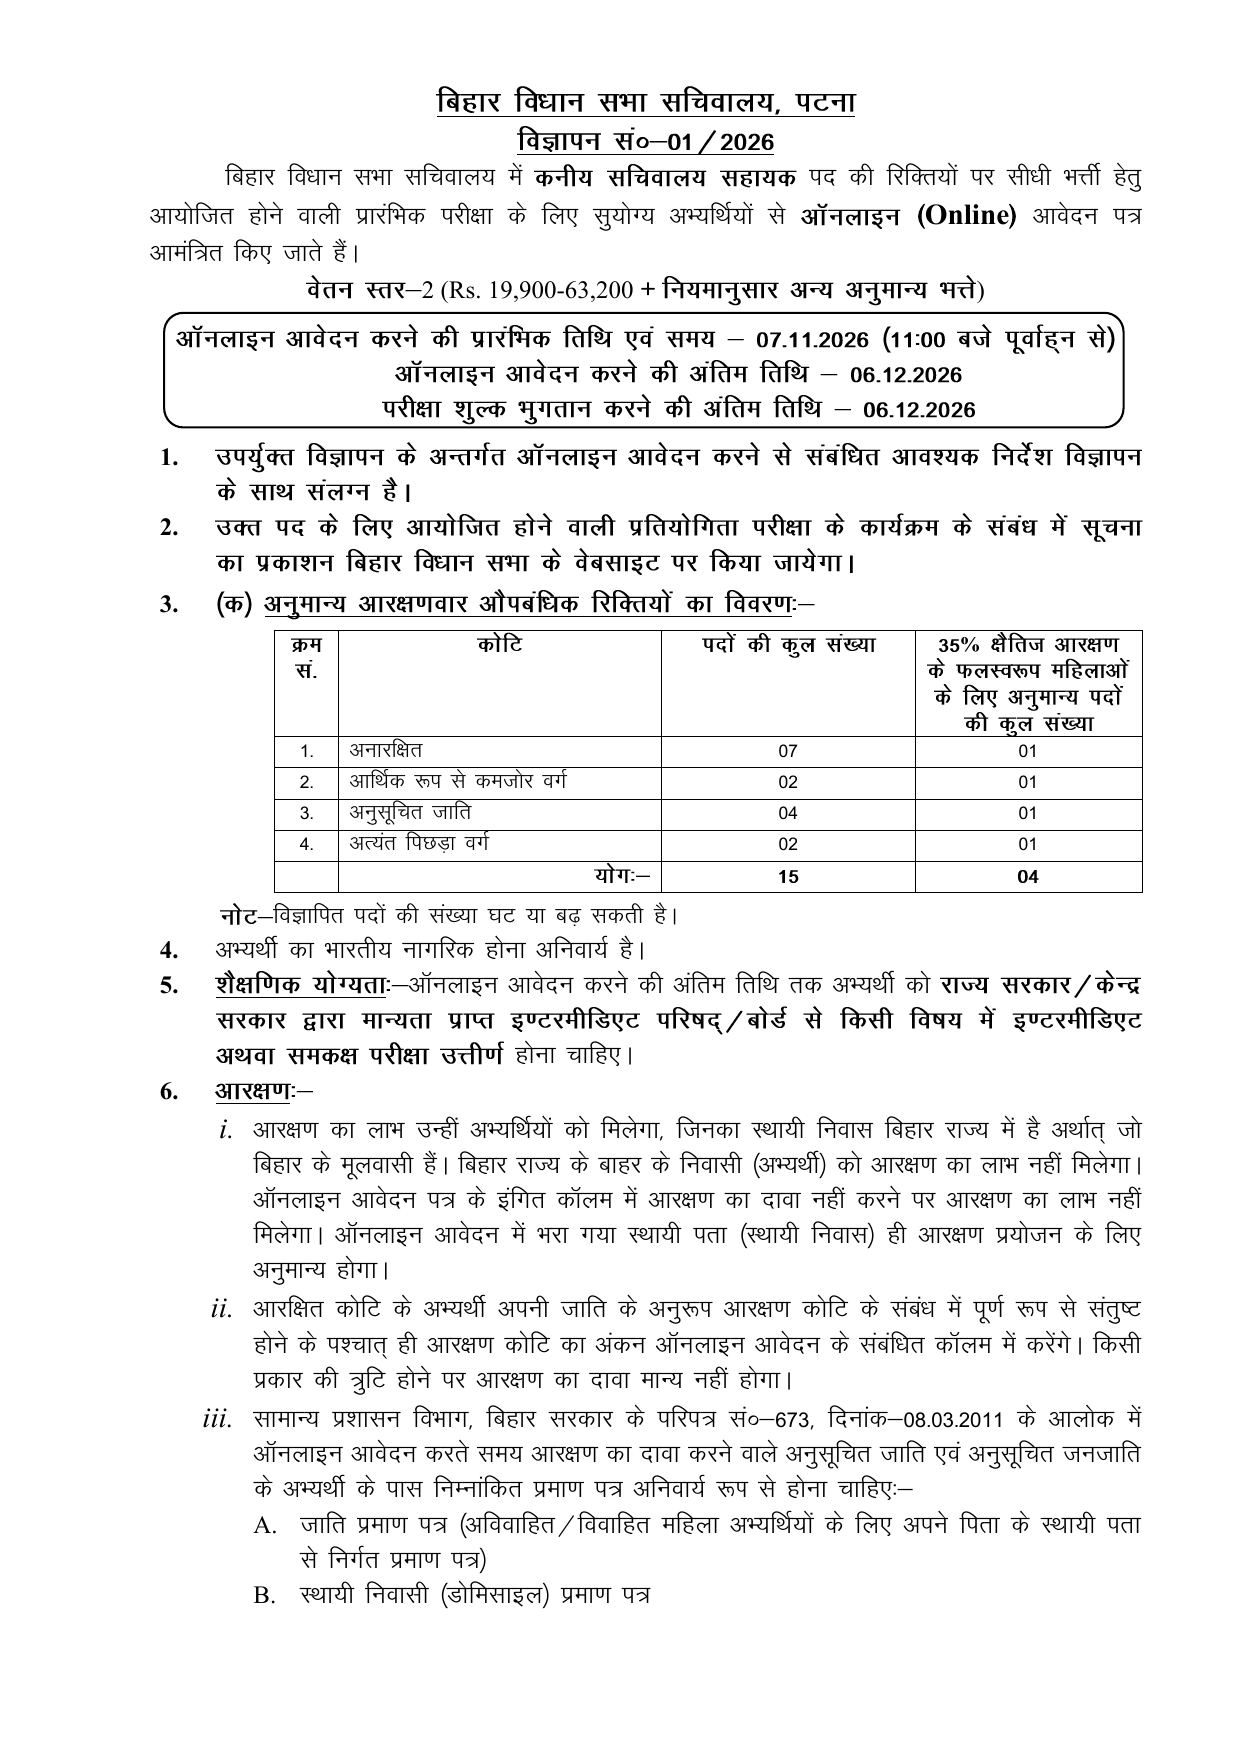 बिहार विधान सभा सचिवालय, पटना
विज्ञापन सं०–01/2026
बिहार विधान सभा सचिवालय में कनीय सचिवालय सहायक पद की रिक्तियों पर सीधी भर्त्ती हेतु
आयोजित होने वाली प्रारंभिक परीक्षा के लिए सुयोग्य अभ्यर्थियों से ऑनलाइन (Online) आवेदन पत्र
आमंत्रित किए जाते हैं।
वेतन स्तर–2 (Rs. 19,900-63,200 + नियमानुसार अन्य अनुमान्य भत्ते)
ऑनलाइन आवेदन करने की प्रारंभिक तिथि एवं समय – 07.11.2026 (11:00 बजे पूर्वाह्न से)
ऑनलाइन आवेदन करने की अंतिम तिथि – 06.12.2026
परीक्षा शुल्क भुगतान करने की अंतिम तिथि – 06.12.2026
1. उपर्युक्त विज्ञापन के अन्तर्गत ऑनलाइन आवेदन करने से संबंधित आवश्यक निर्देश विज्ञापन
के साथ संलग्न है।
2. उक्त पद के लिए आयोजित होने वाली प्रतियोगिता परीक्षा के कार्यक्रम के संबंध में सूचना
का प्रकाशन बिहार विधान सभा के वेबसाइट पर किया जायेगा।
3. (क) अनुमान्य आरक्षणवार औपबंधिक रिक्तियों का विवरणः–
क्रम सं. कोटि पदों की कुल संख्या 35% क्षैतिज आरक्षण के फलस्वरूप महिलाओं के लिए अनुमान्य पदों की कुल संख्या
1. अनारक्षित 07 01
2. आर्थिक रूप से कमजोर वर्ग 02 01
3. अनुसूचित जाति 04 01
4. अत्यंत पिछड़ा वर्ग 02 01
योगः– 15 04
नोट–विज्ञापित पदों की संख्या घट या बढ़ सकती है।
4. अभ्यर्थी का भारतीय नागरिक होना अनिवार्य है।
5. शैक्षणिक योग्यताः–ऑनलाइन आवेदन करने की अंतिम तिथि तक अभ्यर्थी को राज्य सरकार/केन्द्र
सरकार द्वारा मान्यता प्राप्त इण्टरमीडिएट परिषद्/बोर्ड से किसी विषय में इण्टरमीडिएट
अथवा समकक्ष परीक्षा उत्तीर्ण होना चाहिए।
6. आरक्षणः–
i. आरक्षण का लाभ उन्हीं अभ्यर्थियों को मिलेगा, जिनका स्थायी निवास बिहार राज्य में है अर्थात् जो
बिहार के मूलवासी हैं। बिहार राज्य के बाहर के निवासी (अभ्यर्थी) को आरक्षण का लाभ नहीं मिलेगा।
ऑनलाइन आवेदन पत्र के इंगित कॉलम में आरक्षण का दावा नहीं करने पर आरक्षण का लाभ नहीं
मिलेगा। ऑनलाइन आवेदन में भरा गया स्थायी पता (स्थायी निवास) ही आरक्षण प्रयोजन के लिए
अनुमान्य होगा।
ii. आरक्षित कोटि के अभ्यर्थी अपनी जाति के अनुरूप आरक्षण कोटि के संबंध में पूर्ण रूप से संतुष्ट
होने के पश्चात् ही आरक्षण कोटि का अंकन ऑनलाइन आवेदन के संबंधित कॉलम में करेंगे। किसी
प्रकार की त्रुटि होने पर आरक्षण का दावा मान्य नहीं होगा।
iii. सामान्य प्रशासन विभाग, बिहार सरकार के परिपत्र सं०–673, दिनांक–08.03.2011 के आलोक में
ऑनलाइन आवेदन करते समय आरक्षण का दावा करने वाले अनुसूचित जाति एवं अनुसूचित जनजाति
के अभ्यर्थी के पास निम्नांकित प्रमाण पत्र अनिवार्य रूप से होना चाहिएः–
A. जाति प्रमाण पत्र (अविवाहित/विवाहित महिला अभ्यर्थियों के लिए अपने पिता के स्थायी पता
से निर्गत प्रमाण पत्र)
B. स्थायी निवासी (डोमिसाइल) प्रमाण पत्र